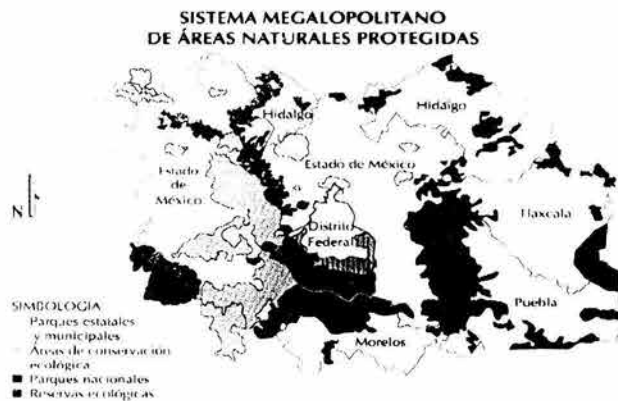 SISTEMA MEGALOPOLITANO
DE ÁREAS NATURALES PROTEGIDAS
Hidalgo
Hidalgo
Estado de México
Estado
de
México
N
Distrito
Federal
Tlaxcala
Puebla
Morelos
SIMBOLOGIA
Parques estatales
y municipales
Áreas de conservación
ecológica
Parques nacionales
Reservas ecológicas